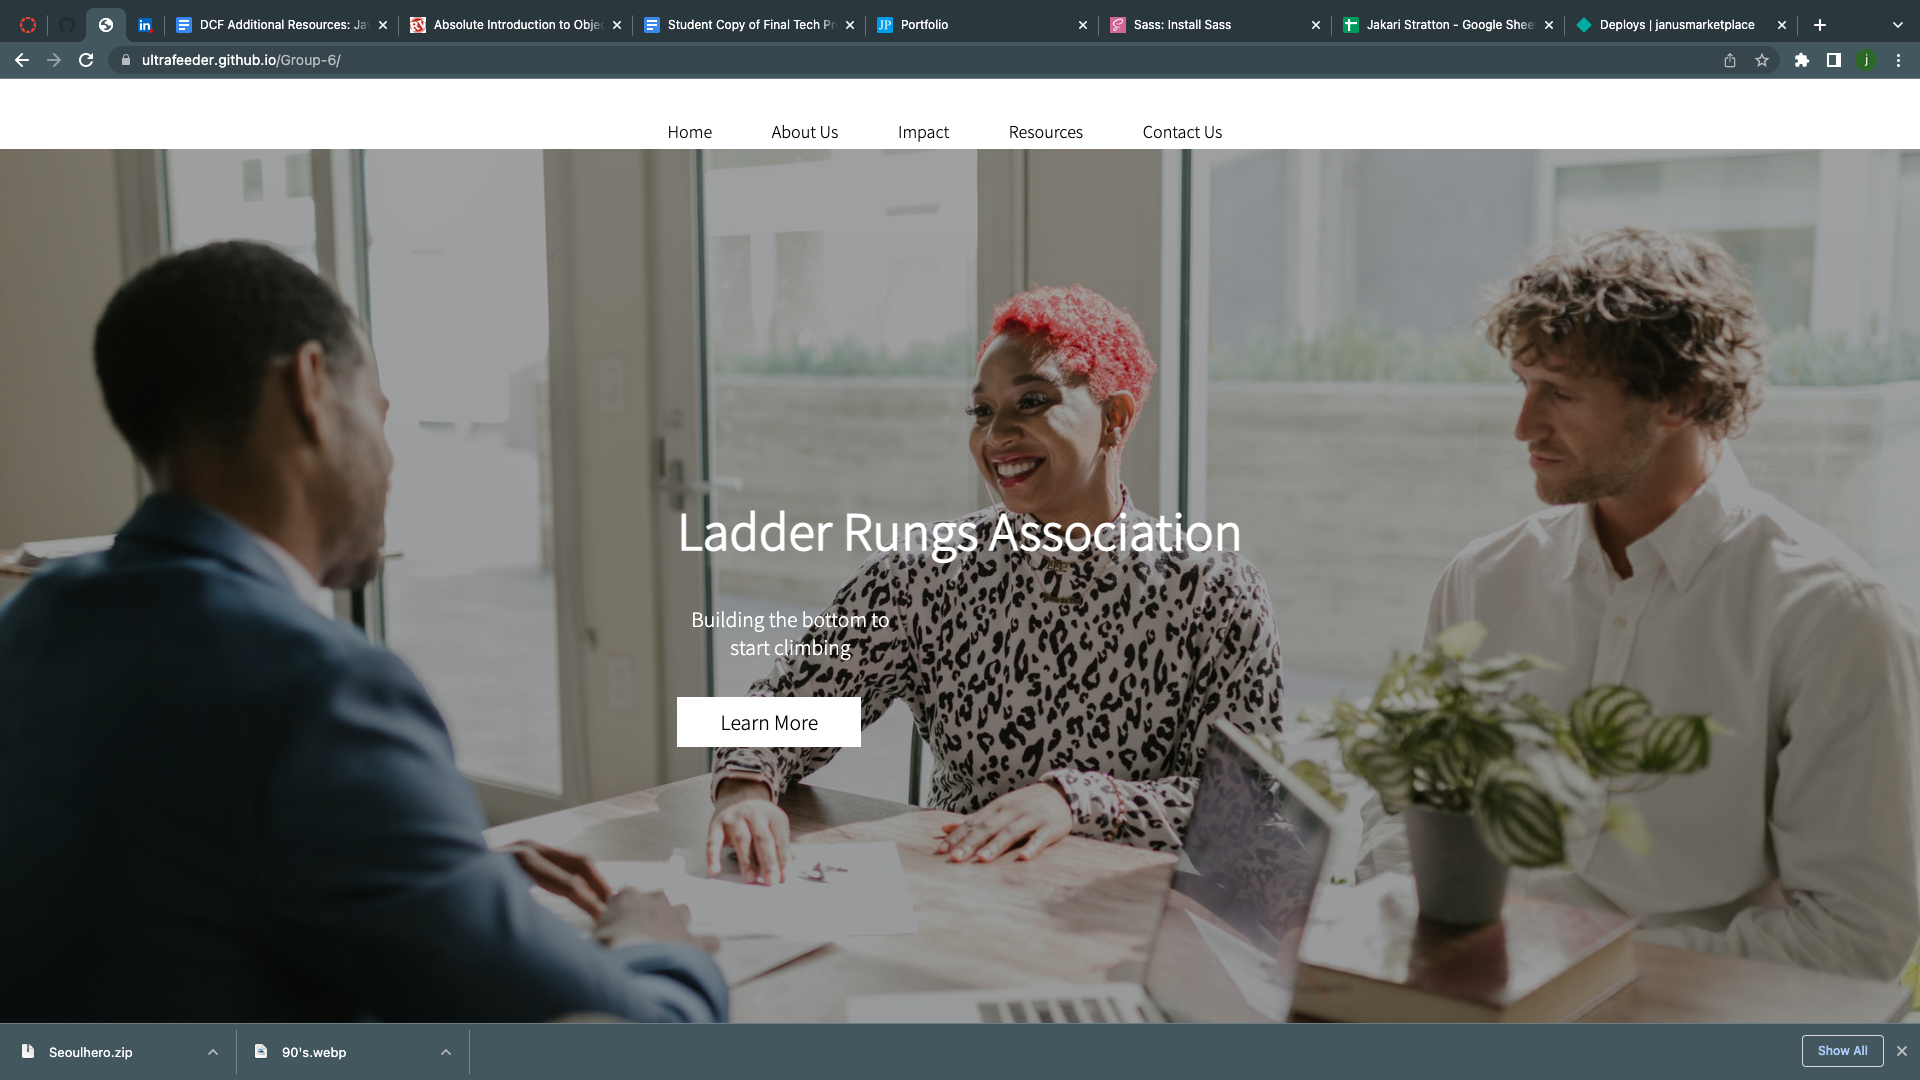 in
DCF Additional Resources: Ja
Absolute Introduction to Obje
Student Copy of Final Tech Pr
JP
Portfolio
Sass: Install Sass
Jakari Stratton - Google Shee
Deploys | janusmarketplace
ultrafeeder.github.io/Group-6/
j
Home
About Us
Impact
Resources
Contact Us
Ladder Rungs Association
Building the bottom to
start climbing
Learn More
Seoulhero.zip
90's.webp
Show All